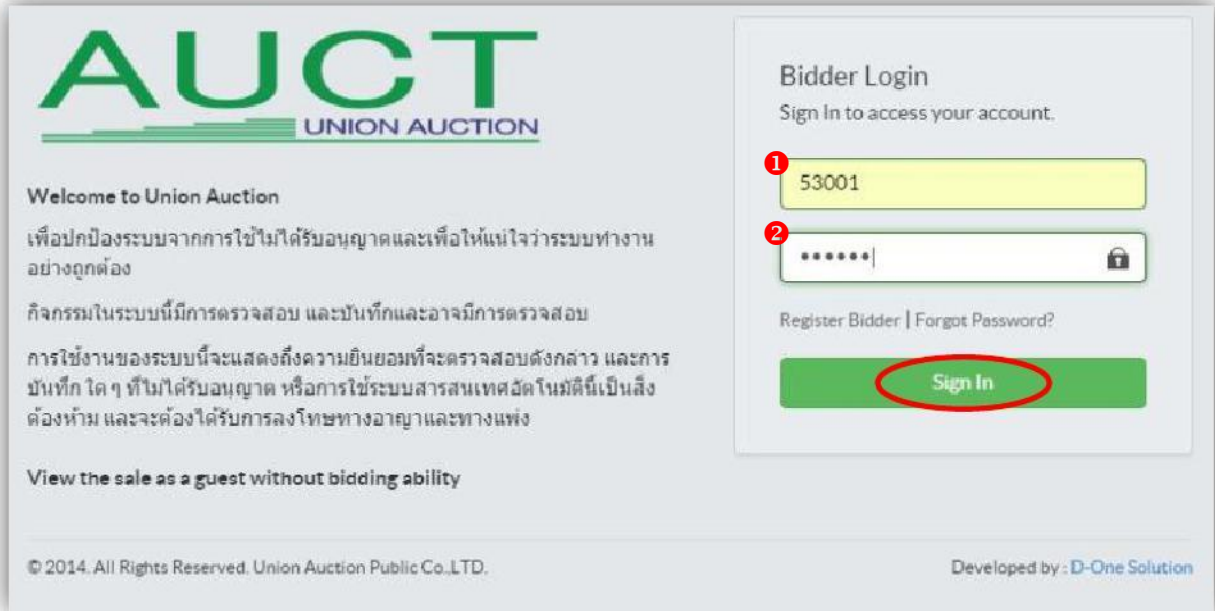 AUCT
UNION AUCTION
Welcome to Union Auction
เพื่อปกป้องระบบจากการใช้ไม่ได้รับอนุญาตและเพื่อให้แน่ใจว่าระบบทำงาน
อย่างถูกต้อง
กิจกรรมในระบบนี้มีการตรวจสอบ และบันทึกและอาจมีการตรวจสอบ
การใช้งานของระบบนี้จะแสดงถึงความยินยอมที่จะตรวจสอบดังกล่าว และการ
บันทึก ใด ๆ ที่ไม่ได้รับอนุญาต หรือการใช้ระบบสารสนเทศอัตโนมัตินี้เป็นสิ่ง
ต้องห้าม และจะต้องได้รับการลงโทษทางอาญาและทางแพ่ง
View the sale as a guest without bidding ability
Bidder Login
Sign In to access your account.
1
53001
2
******
Register Bidder | Forgot Password?
Sign In
© 2014. All Rights Reserved. Union Auction Public Co.,LTD.
Developed by : D-One Solution